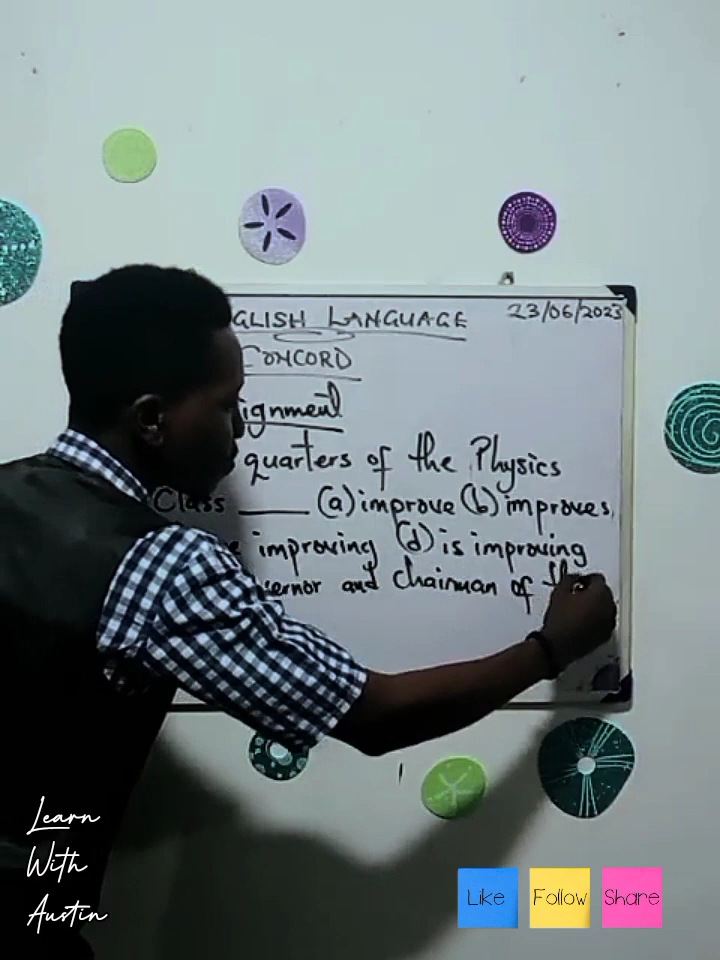 GLISH LANGUAGE 23/06/2023
CONCORD
ignment
quarters of the Physics
Class ____ (a) improve (b) improves
improving (d) is improving
ernor and chairman of th
Learn
With
Austin
Like Follow Share